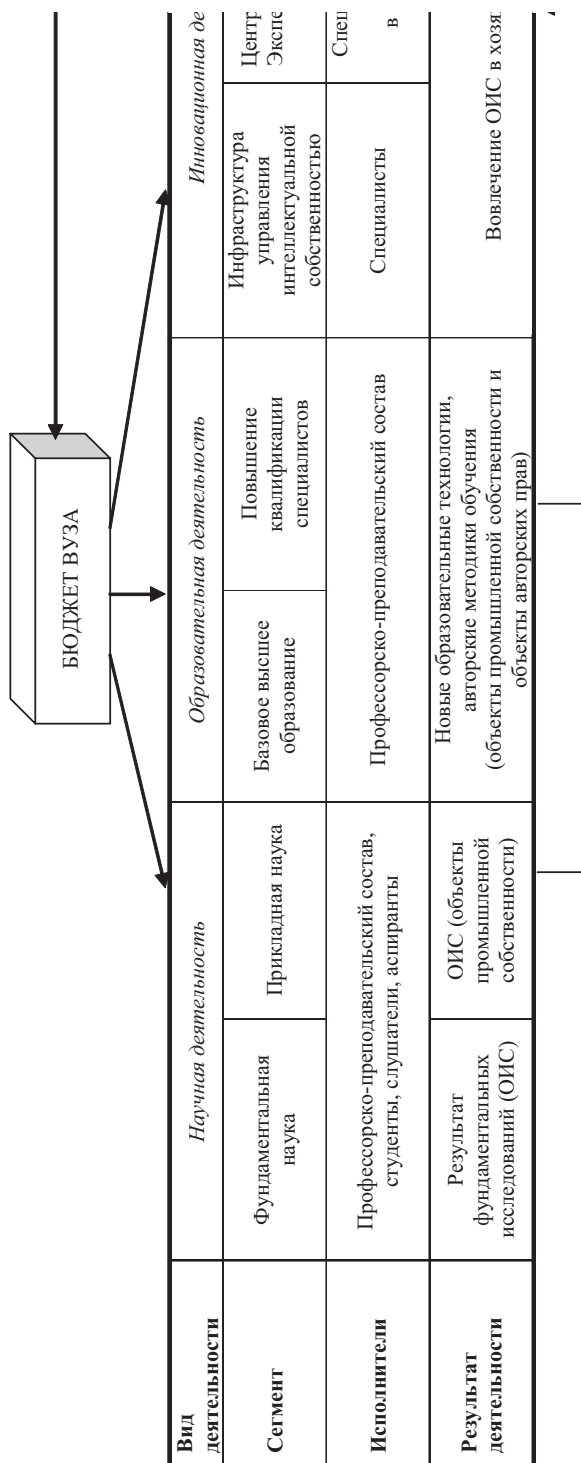 БЮДЖЕТ ВУЗА
Вид
деятельности
Научная деятельность
Образовательная деятельность
Инновационная де
Сегмент
Фундаментальная
наука
Прикладная наука
Базовое высшее
образование
Повышение
квалификации
специалистов
Инфраструктура
управления
интеллектуальной
собственностью
Центр
Экспе
Исполнители
Профессорско-преподавательский состав,
студенты, слушатели, аспиранты
Профессорско-преподавательский состав
Специалисты
в
Результат
деятельности
Результат
фундаментальных
исследований (ОИС)
ОИС (объекты
промышленной
собственности)
Новые образовательные технологии,
авторские методики обучения
(объекты промышленной собственности и
объекты авторских прав)
Вовлечение ОИС в хозя